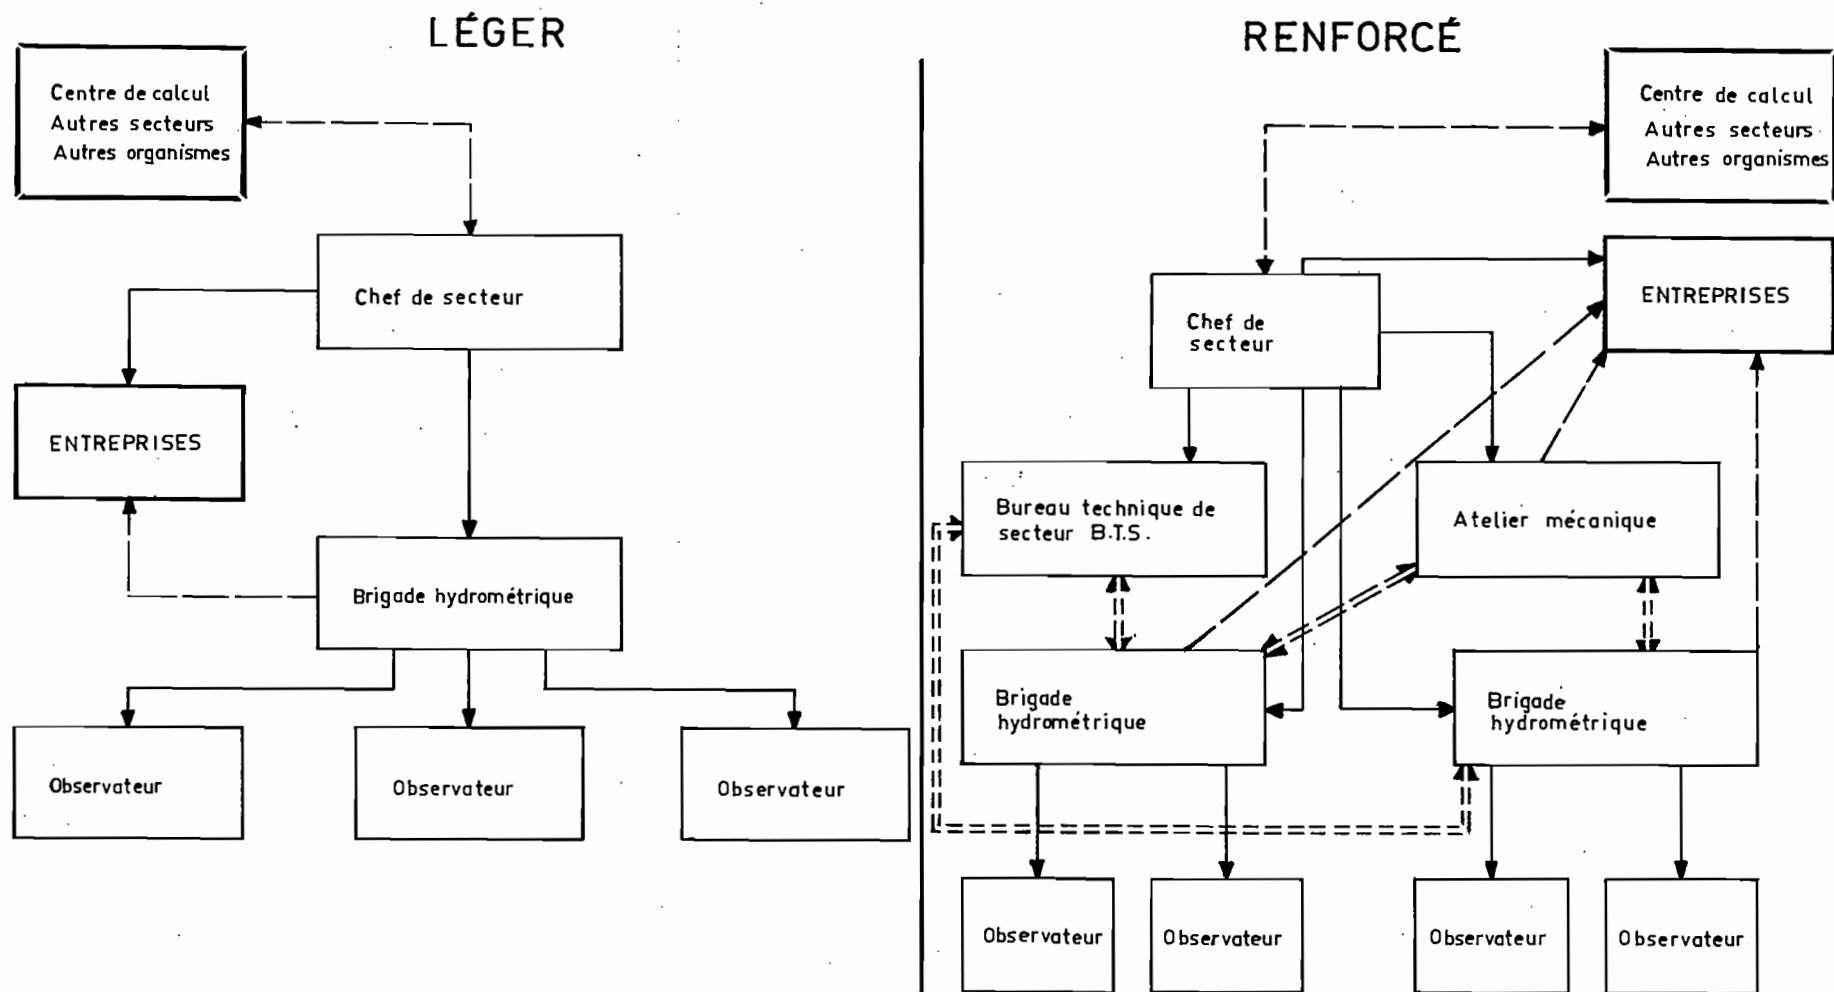 LÉGER
Centre de calcul
Autres secteurs
Autres organismes
Chef de secteur
ENTREPRISES
Brigade hydrométrique
Observateur
Observateur
Observateur
RENFORCÉ
Centre de calcul
Autres secteurs
Autres organismes
ENTREPRISES
Chef de
secteur
Bureau technique de
secteur B.T.S.
Atelier mécanique
Brigade
hydrométrique
Brigade
hydrométrique
Observateur
Observateur
Observateur
Observateur